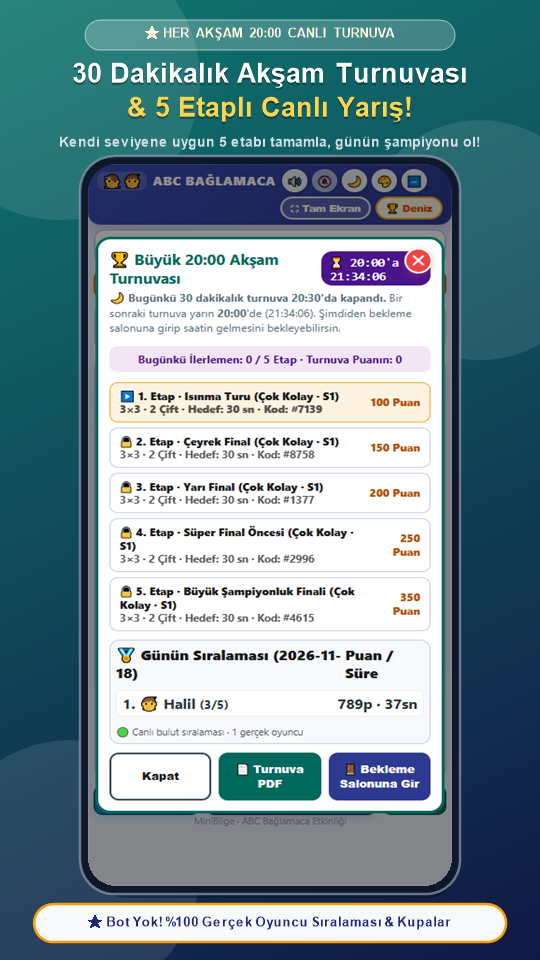 HER AKŞAM 20:00 CANLI TURNUVA
30 Dakikalık Akşam Turnuvası
& 5 Etaplı Canlı Yarış!
Kendi seviyene uygun 5 etabı tamamla, günün şampiyonu ol!
ABC BAĞLAMACA
Tam Ekran
Deniz
Büyük 20:00 Akşam
Turnuvası
20:00'a
21:34:06
Bugünkü 30 dakikalık turnuva 20:30'da kapandı. Bir
sonraki turnuva yarın 20:00'de (21:34:06). Şimdiden bekleme
salonuna girip saatin gelmesini bekleyebilirsin.
Bugünkü İlerlemen: 0 / 5 Etap · Turnuva Puanın: 0
1. Etap · Isınma Turu (Çok Kolay · S1)
3×3 · 2 Çift · Hedef: 30 sn · Kod: #7139
100 Puan
2. Etap · Çeyrek Final (Çok Kolay · S1)
3×3 · 2 Çift · Hedef: 30 sn · Kod: #8758
150 Puan
3. Etap · Yarı Final (Çok Kolay · S1)
3×3 · 2 Çift · Hedef: 30 sn · Kod: #1377
200 Puan
4. Etap · Süper Final Öncesi (Çok Kolay ·
S1)
3×3 · 2 Çift · Hedef: 30 sn · Kod: #2996
250
Puan
5. Etap · Büyük Şampiyonluk Finali (Çok
Kolay · S1)
3×3 · 2 Çift · Hedef: 30 sn · Kod: #4615
350
Puan
Günün Sıralaması (2026-11-
18)
Puan /
Süre
1. Halil (3/5)
789p · 37sn
Canlı bulut sıralaması · 1 gerçek oyuncu
Kapat
Turnuva
PDF
Bekleme
Salonuna Gir
MiniBilge · ABC Bağlamaca Etkinliği
Bot Yok! %100 Gerçek Oyuncu Sıralaması & Kupalar